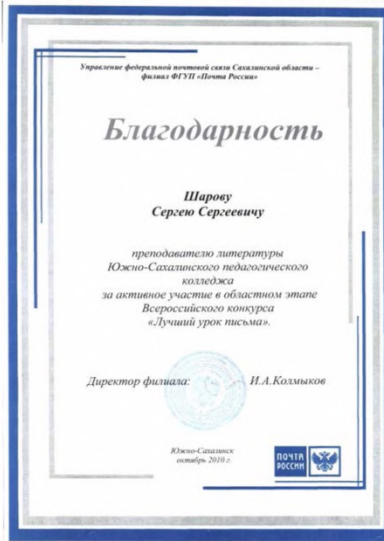 Управление федеральной почтовой связи Сахалинской области –
филиал ФГУП «Почта России»
Благодарность
Шарову
Сергею Сергеевичу
преподавателю литературы
Южно-Сахалинского педагогического
колледжа
за активное участие в областном этапе
Всероссийского конкурса
«Лучший урок письма».
Директор филиала: И.А.Колмыков
Южно-Сахалинск
октябрь 2010 г.
ПОЧТА
РОССИИ